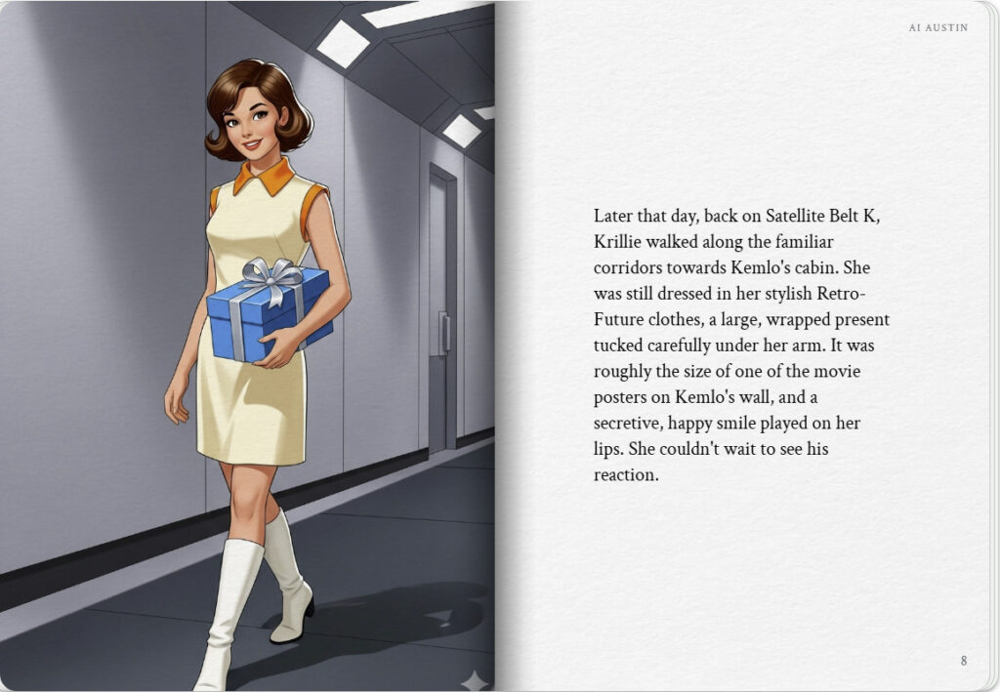 AI AUSTIN
Later that day, back on Satellite Belt K,
Krillie walked along the familiar
corridors towards Kemlo's cabin. She
was still dressed in her stylish Retro-
Future clothes, a large, wrapped present
tucked carefully under her arm. It was
roughly the size of one of the movie
posters on Kemlo's wall, and a
secretive, happy smile played on her
lips. She couldn't wait to see his
reaction.
8